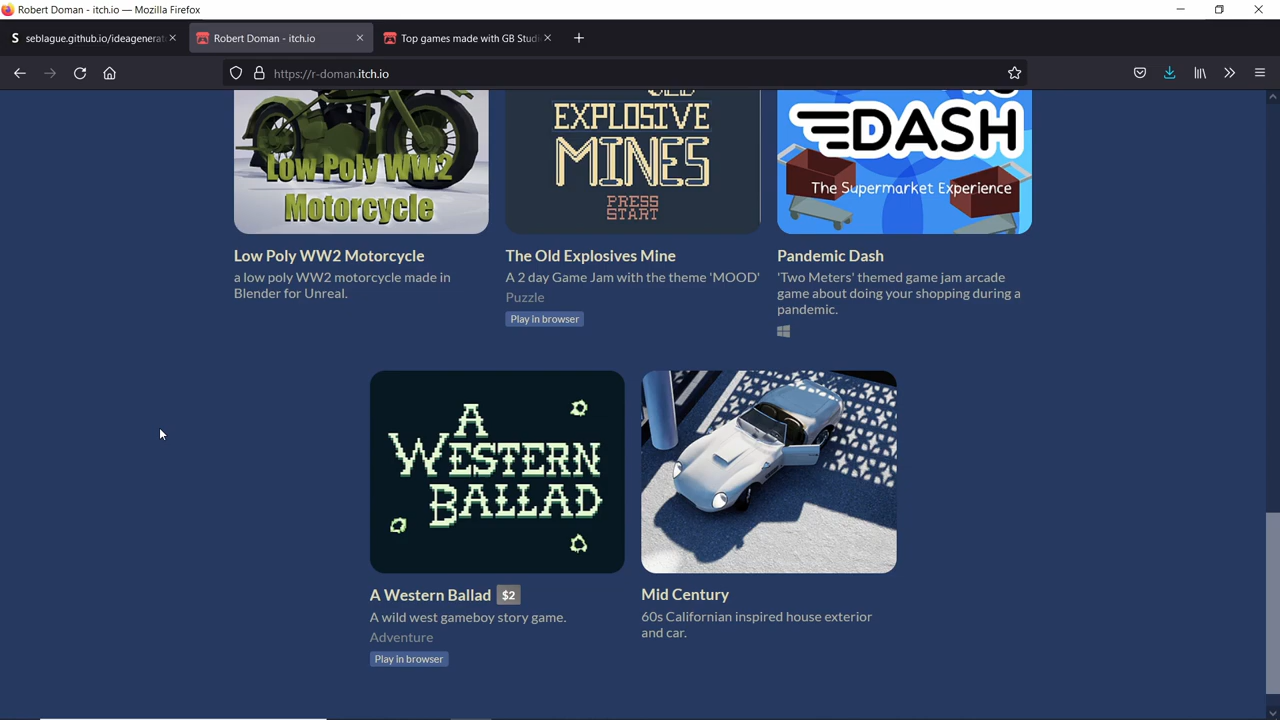 Robert Doman - itch.io — Mozilla Firefox
seblague.github.io/ideagenerat
Robert Doman - itch.io
Top games made with GB Studi
https://r-doman.itch.io
Low Poly WW2
Motorcycle
EXPLOSIVE
MINES
PRESS
START
DASH
The Supermarket Experience
Low Poly WW2 Motorcycle
a low poly WW2 motorcycle made in
Blender for Unreal.
The Old Explosives Mine
A 2 day Game Jam with the theme 'MOOD'
Puzzle
Play in browser
Pandemic Dash
'Two Meters' themed game jam arcade
game about doing your shopping during a
pandemic.
A
WESTERN
BALLAD
A Western Ballad $2
A wild west gameboy story game.
Adventure
Play in browser
Mid Century
60s Californian inspired house exterior
and car.